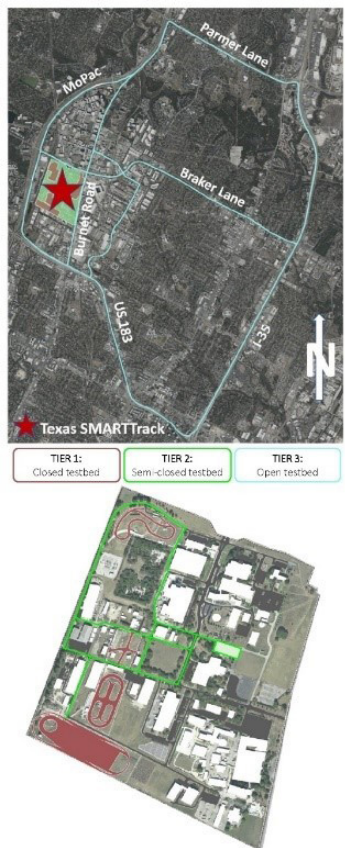 Parmer Lane
MoPac
Braker Lane
Burnet Road
US 183
I-35
N
Texas SMARTTrack
TIER 1:
Closed testbed
TIER 2:
Semi-closed testbed
TIER 3:
Open testbed